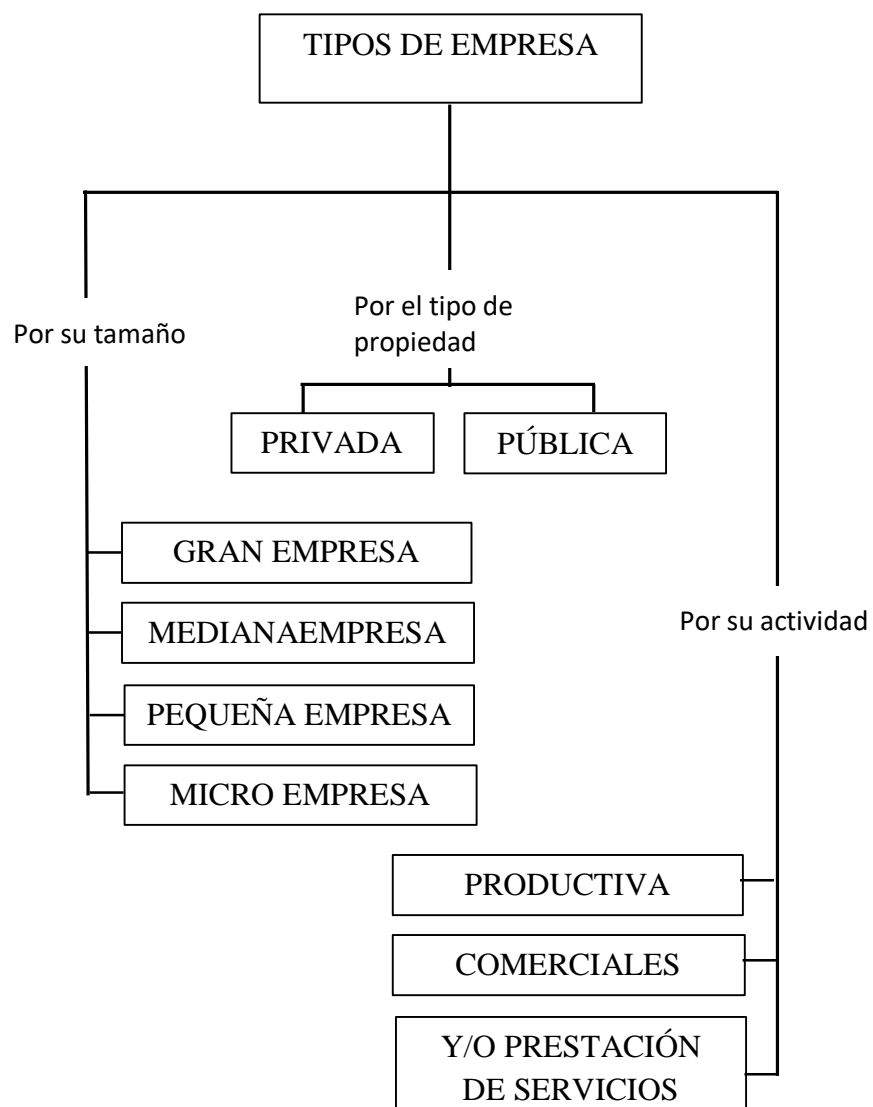 TIPOS DE EMPRESA
Por su tamaño
Por el tipo de
propiedad
PRIVADA
PÚBLICA
GRAN EMPRESA
MEDIANAEMPRESA
PEQUEÑA EMPRESA
MICRO EMPRESA
Por su actividad
PRODUCTIVA
COMERCIALES
Y/O PRESTACIÓN
DE SERVICIOS